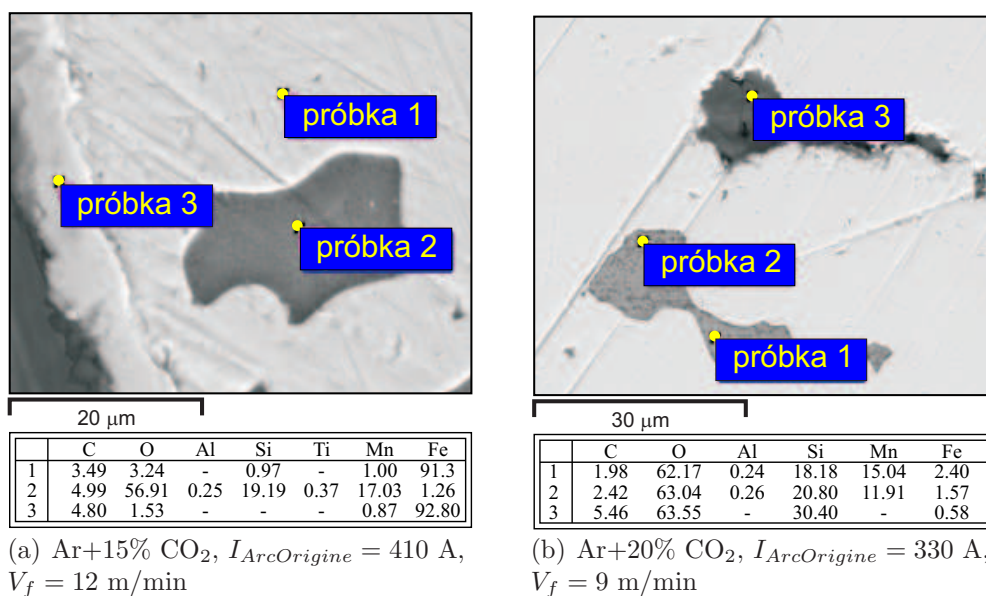 próbka 1
próbka 3
próbka 2
20 μm
C O Al Si Ti Mn Fe
1 3.49 3.24 - 0.97 - 1.00 91.3
2 4.99 56.91 0.25 19.19 0.37 17.03 1.26
3 4.80 1.53 - - - 0.87 92.80
(a) Ar+15% CO₂, I_ArcOrigine = 410 A,
V_f = 12 m/min
próbka 3
próbka 2
próbka 1
30 μm
C O Al Si Mn Fe
1 1.98 62.17 0.24 18.18 15.04 2.40
2 2.42 63.04 0.26 20.80 11.91 1.57
3 5.46 63.55 - 30.40 - 0.58
(b) Ar+20% CO₂, I_ArcOrigine = 330 A,
V_f = 9 m/min